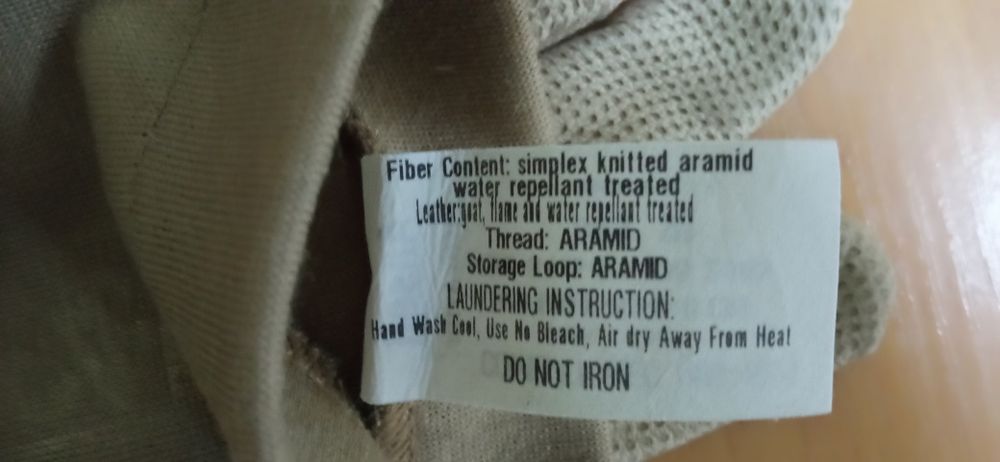 Fiber Content: simplex knitted aramid
water repellant treated
Leather:goat, flame and water repellant treated
Thread: ARAMID
Storage Loop: ARAMID
LAUNDERING INSTRUCTION:
Hand Wash Cool, Use No Bleach, Air dry Away From Heat
DO NOT IRON